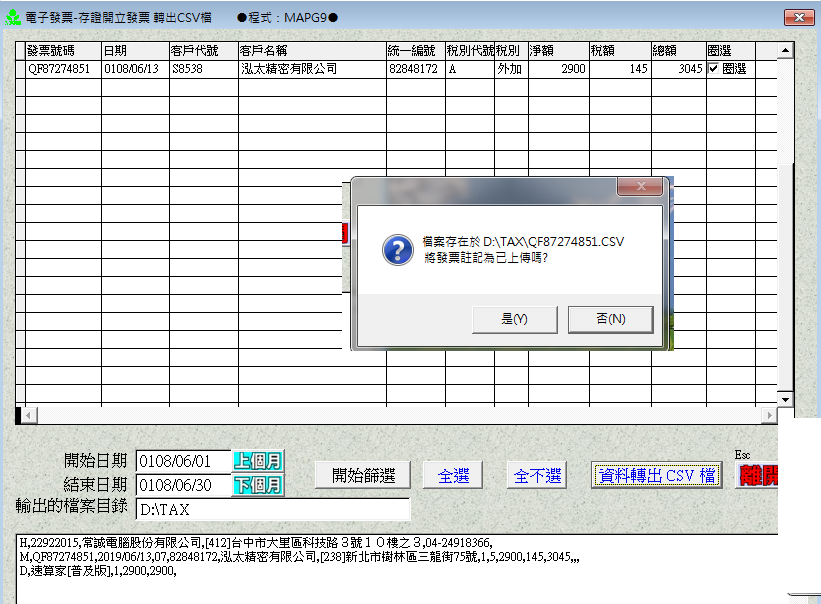 電子發票-存證開立發票 轉出CSV檔 ●程式：MAPG9●
發票號碼 日期 客戶代號 客戶名稱 統一編號 稅別代號 稅別 淨額 稅額 總額 圈選
QF87274851 0108/06/13 S8538 泓太精密有限公司 82848172 A 外加 2900 145 3045 圈選
檔案存在於 D:\TAX\QF87274851.CSV
將發票註記為已上傳嗎?
是(Y) 否(N)
開始日期 0108/06/01 上個月
結束日期 0108/06/30 下個月
輸出的檔案目錄 D:\TAX
開始篩選 全選 全不選 資料轉出 CSV 檔
Esc
離開
H,22922015,常誠電腦股份有限公司,[412]台中市大里區科技路３號１０樓之３,04-24918366,
M,QF87274851,2019/06/13,07,82848172,泓太精密有限公司,[238]新北市樹林區三龍街75號,1,5,2900,145,3045,,,
D,速算家[普及版],1,2900,2900,